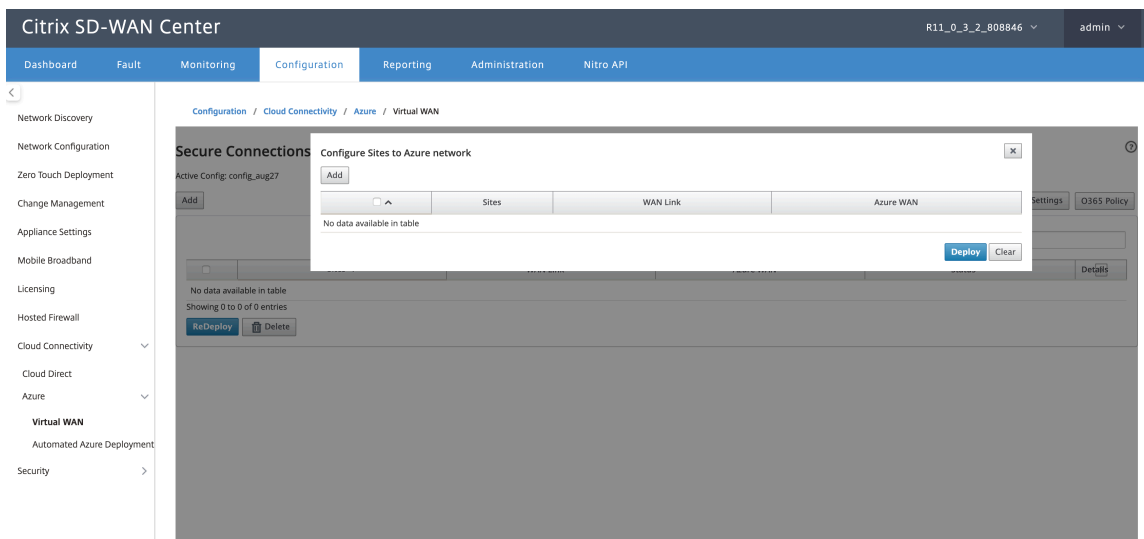 Citrix SD-WAN Center
R11_0_3_2_808846
admin
Dashboard Fault Monitoring Configuration Reporting Administration Nitro API
Network Discovery
Network Configuration
Zero Touch Deployment
Change Management
Appliance Settings
Mobile Broadband
Licensing
Hosted Firewall
Cloud Connectivity
Cloud Direct
Azure
Virtual WAN
Automated Azure Deployment
Security
Configuration / Cloud Connectivity / Azure / Virtual WAN
Secure Connections
Active Config: config_aug27
Add
Settings
O365 Policy
Configure Sites to Azure network
Add
Sites WAN Link Azure WAN
No data available in table
Deploy Clear
Details
No data available in table
Showing 0 to 0 of 0 entries
ReDeploy Delete